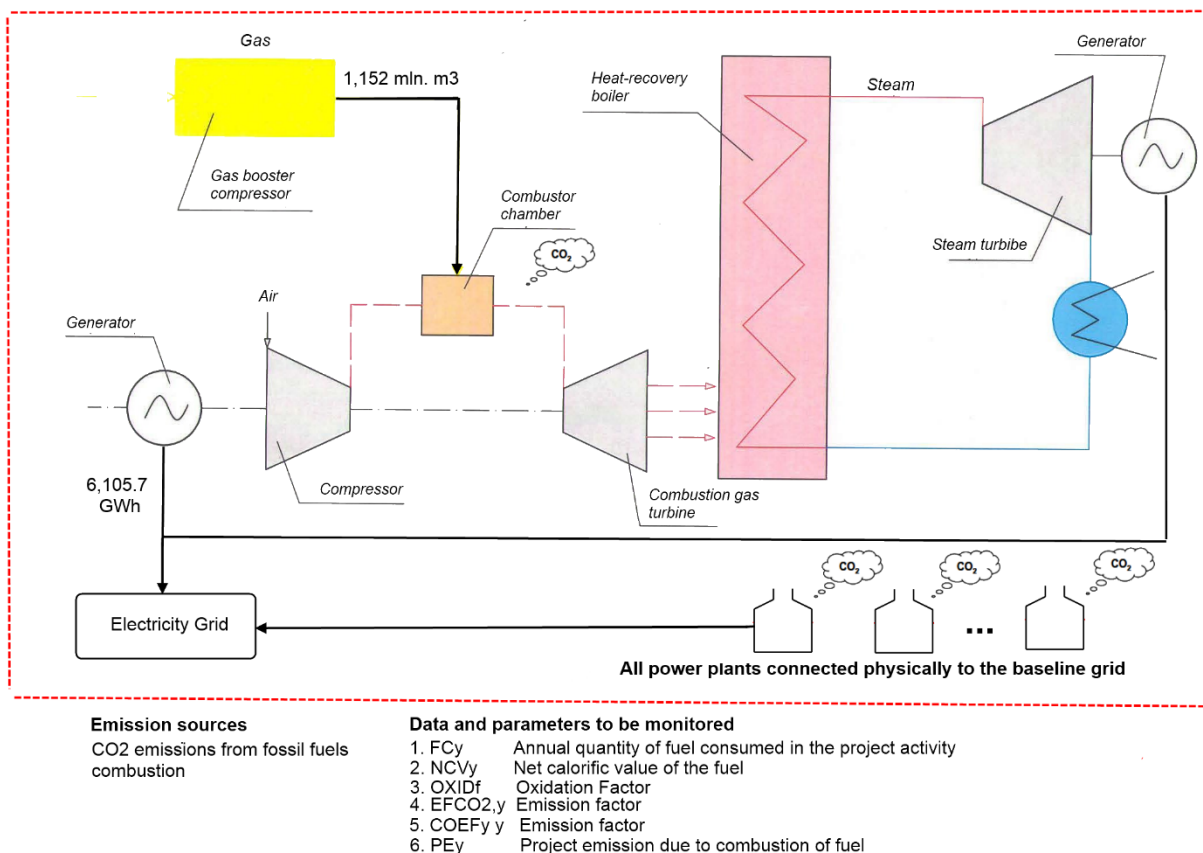 Gas
1,152 mln. m3
Gas booster
compressor
Heat-recovery
boiler
Steam
Generator
Combustor
chamber
CO2
Steam turbibe
Air
Generator
6,105.7
GWh
Compressor
Combustion gas
turbine
CO2
CO2
CO2
Electricity Grid
...
All power plants connected physically to the baseline grid
Emission sources
CO2 emissions from fossil fuels
combustion
Data and parameters to be monitored
1. FCy Annual quantity of fuel consumed in the project activity
2. NCVy Net calorific value of the fuel
3. OXIDf Oxidation Factor
4. EFCO2,y Emission factor
5. COEFy y Emission factor
6. PEy Project emission due to combustion of fuel